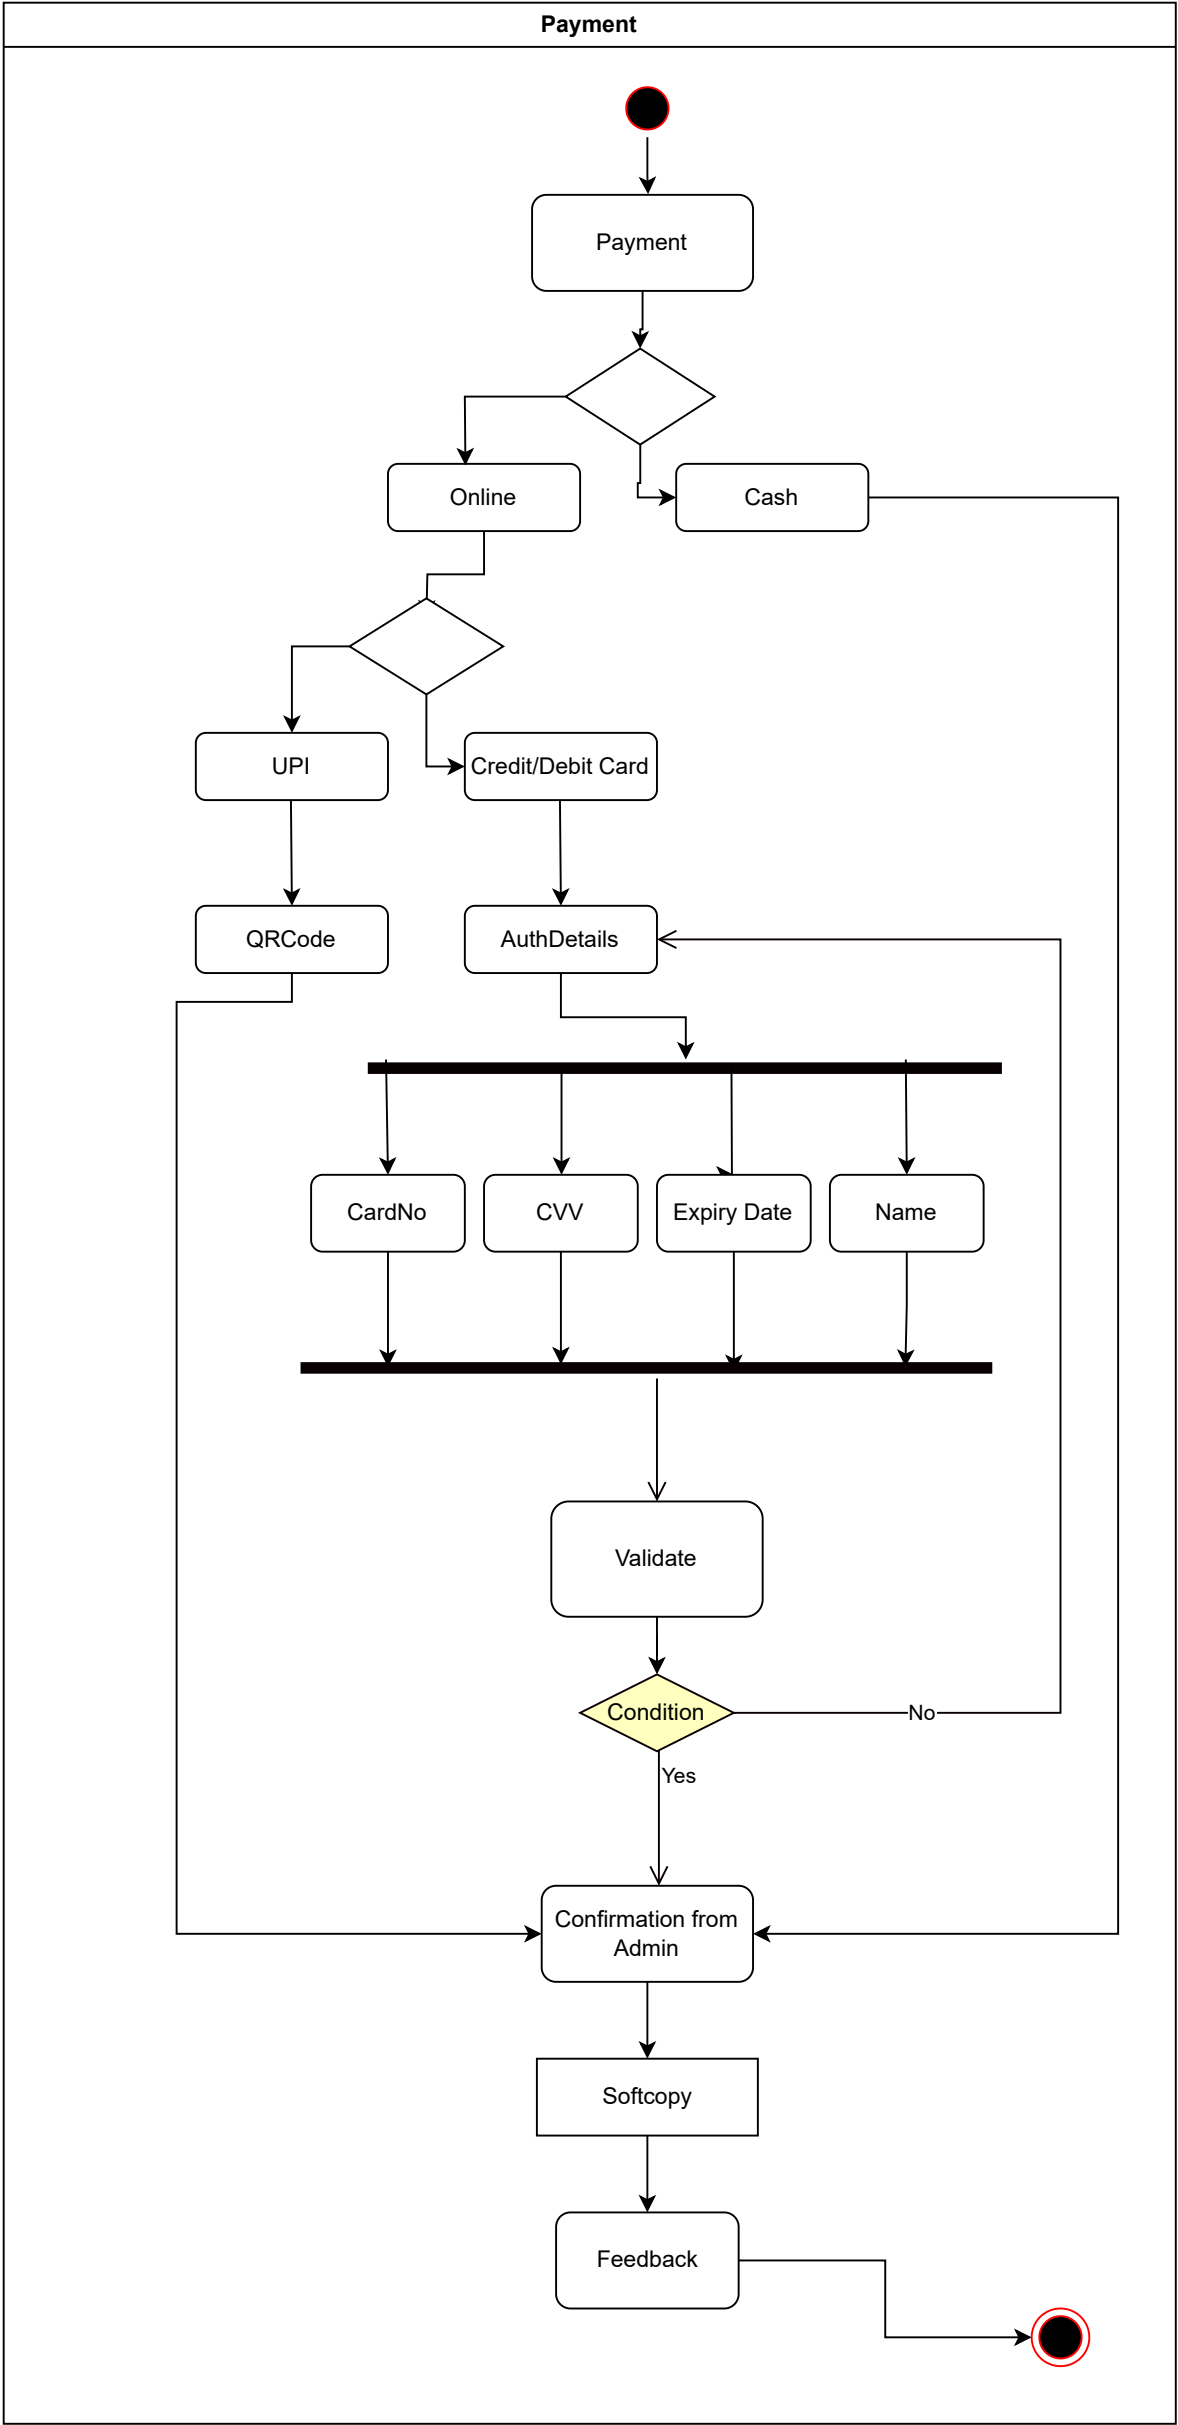 Payment
Payment
Online
Cash
UPI
Credit/Debit Card
QRCode
AuthDetails
CardNo
CVV
Expiry Date
Name
Validate
Condition
No
Yes
Confirmation from
Admin
Softcopy
Feedback